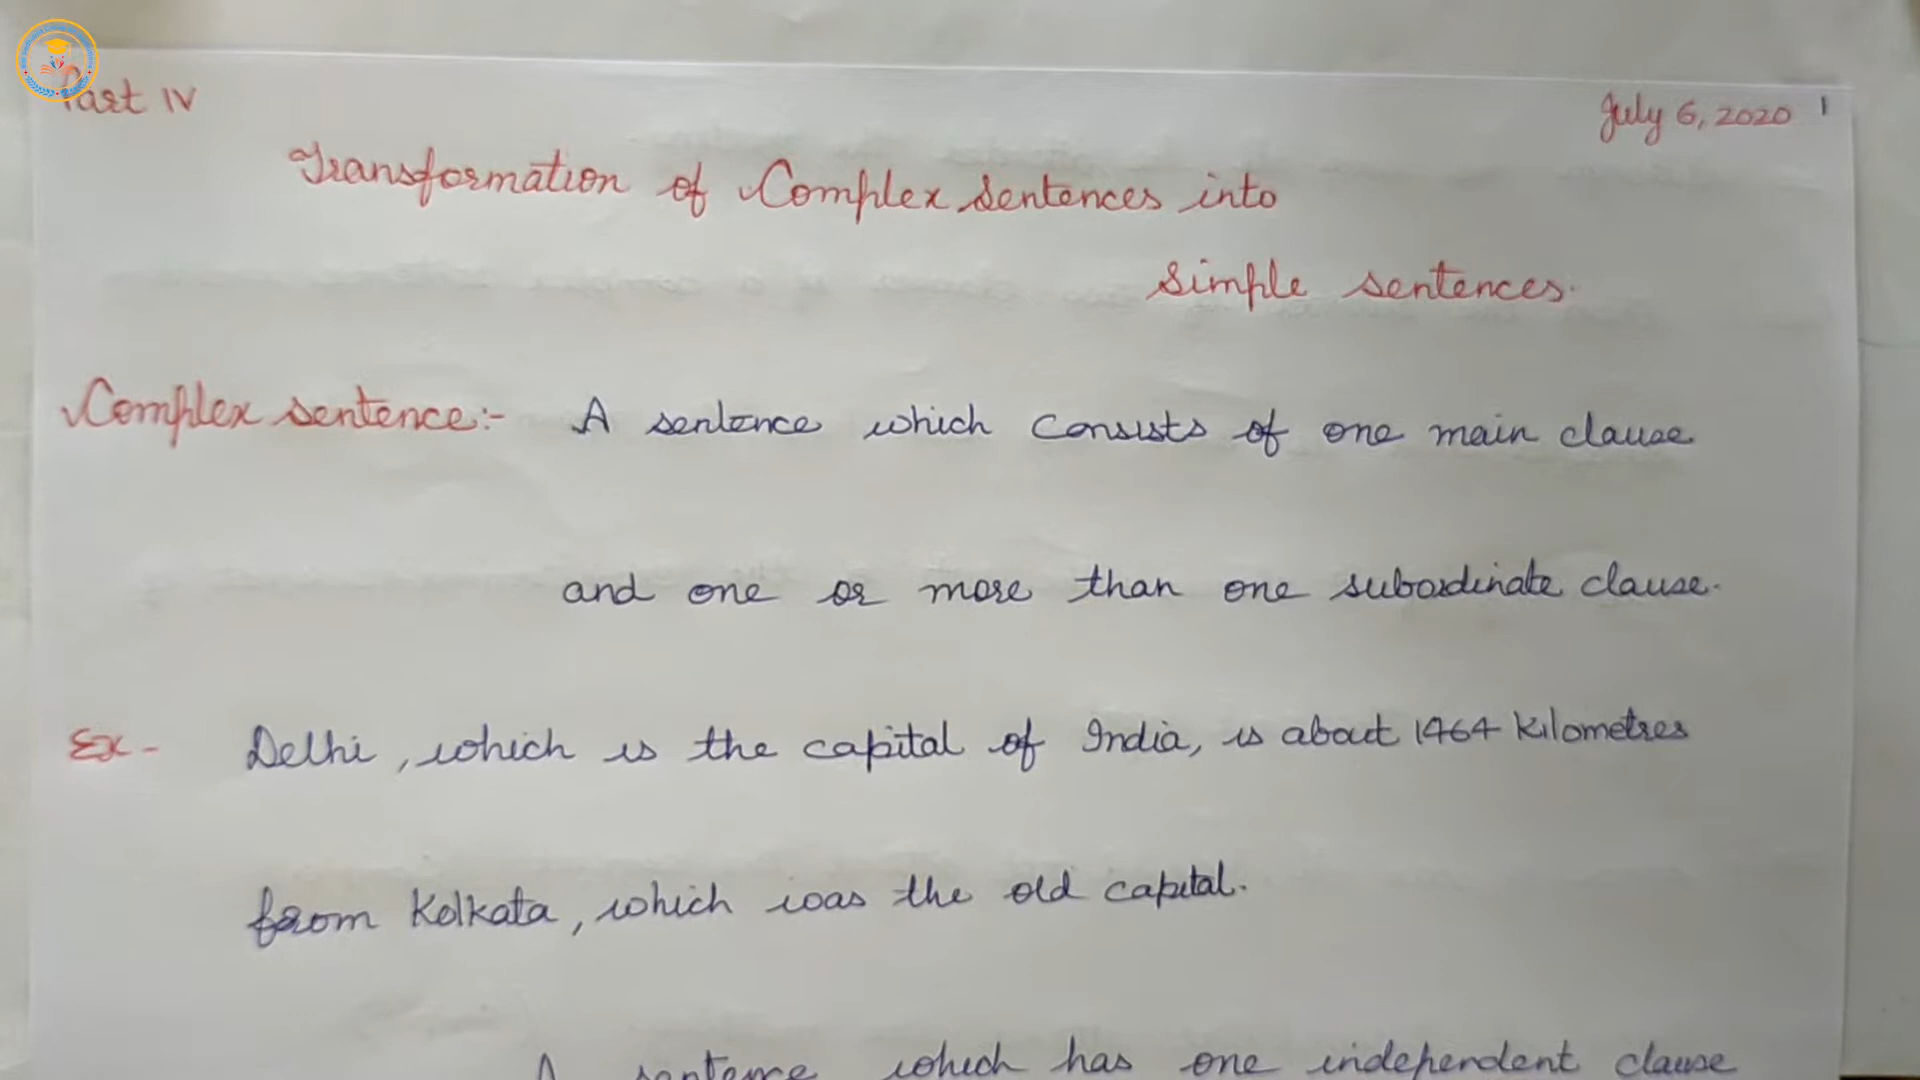 Part IV
July 6, 2020 1
Transformation of Complex sentences into
simple sentences.
Complex sentence:- A sentence which consists of one main clause
and one or more than one subordinate clause.
Ex - Delhi, which is the capital of India, is about 1464 kilometres
from Kolkata, which was the old capital.
A sentence which has one independent clause